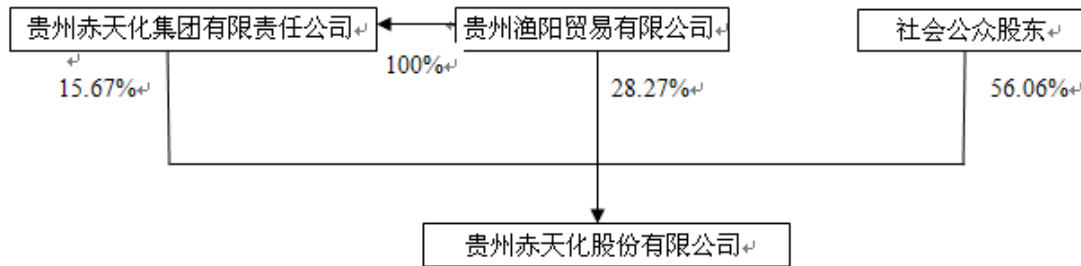 贵州赤天化集团有限责任公司
贵州渔阳贸易有限公司
社会公众股东
100%
15.67%
28.27%
56.06%
贵州赤天化股份有限公司